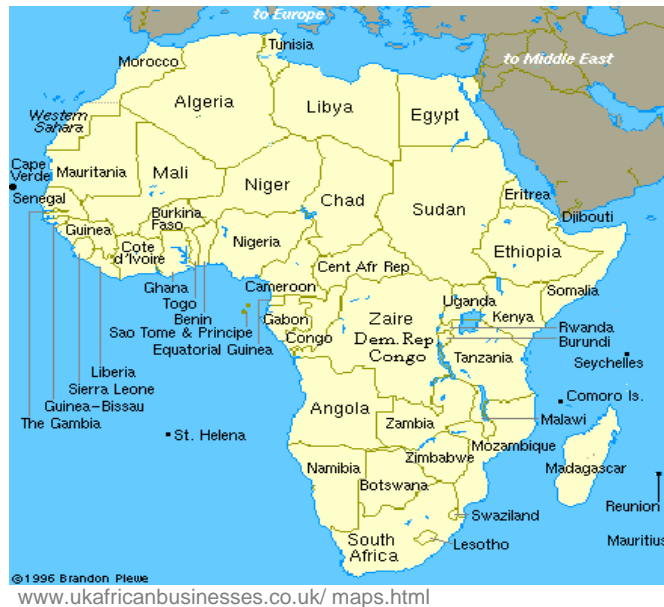 to Europe
to Middle East
Tunisia
Morocco
Algeria
Libya
Egypt
Western
Sahara
Cape
Verde
Mauritania
Mali
Niger
Chad
Sudan
Eritrea
Senegal
Djibouti
Burkina
Faso
Guinea
Nigeria
Ethiopia
Cote
d'Ivoire
Cent Afr Rep
Ghana
Togo
Benin
Cameroon
Somalia
Uganda
Kenya
Sao Tome & Principe
Gabon
Zaire
Rwanda
Equatorial Guinea
Congo
Dem. Rep
Congo
Burundi
Tanzania
Seychelles
Liberia
Sierra Leone
Guinea-Bissau
The Gambia
Comoro Is.
Angola
Malawi
Zambia
St. Helena
Mozambique
Zimbabwe
Namibia
Madagascar
Botswana
Reunion
Swaziland
South
Africa
Lesotho
Mauritiu
©1996 Brandon Plewe
www.ukafricanbusinesses.co.uk/ maps.html